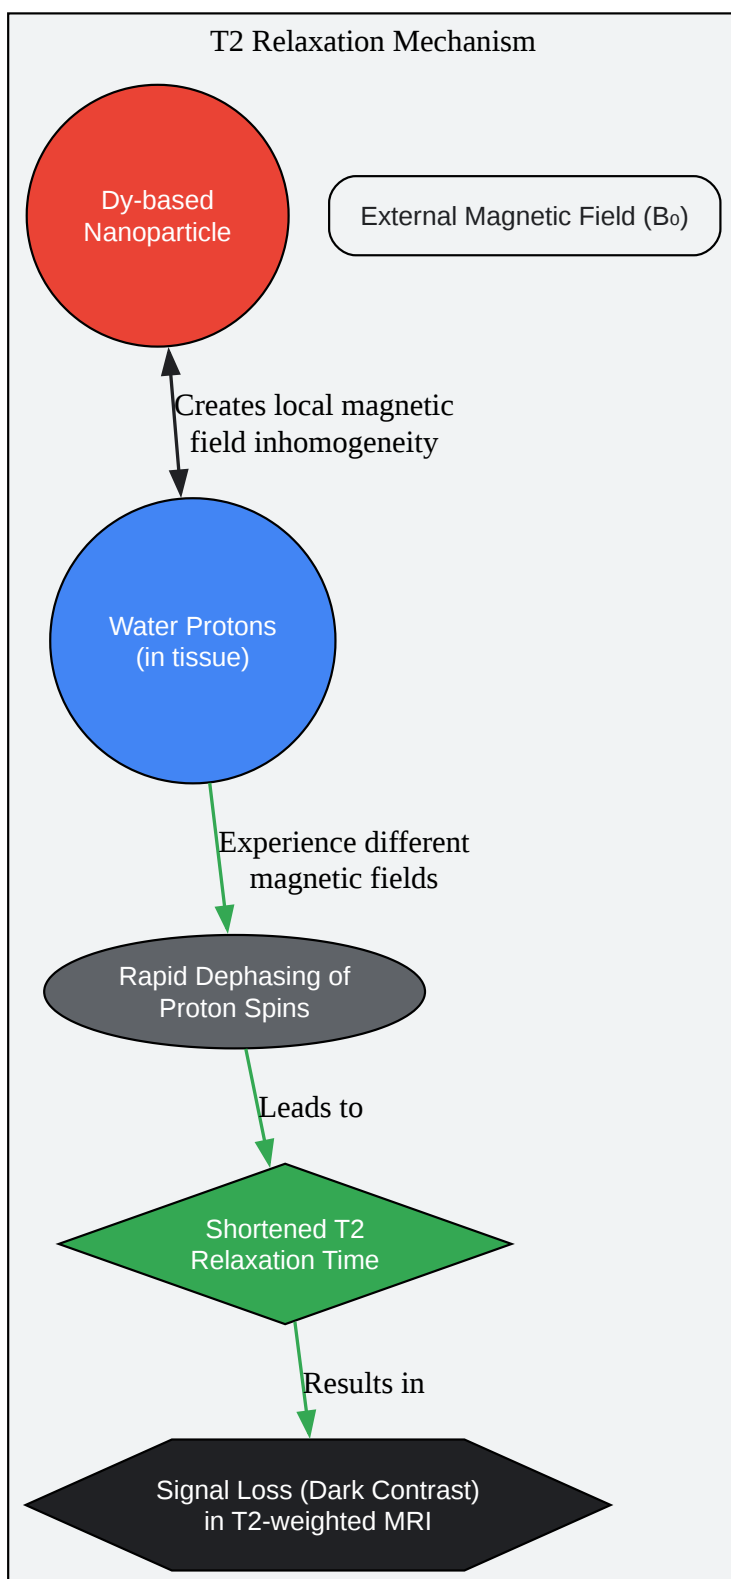 T2 Relaxation Mechanism
Dy-based
Nanoparticle
External Magnetic Field (B₀)
Creates local magnetic
field inhomogeneity
Water Protons
(in tissue)
Experience different
magnetic fields
Rapid Dephasing of
Proton Spins
Leads to
Shortened T2
Relaxation Time
Results in
Signal Loss (Dark Contrast)
in T2-weighted MRI